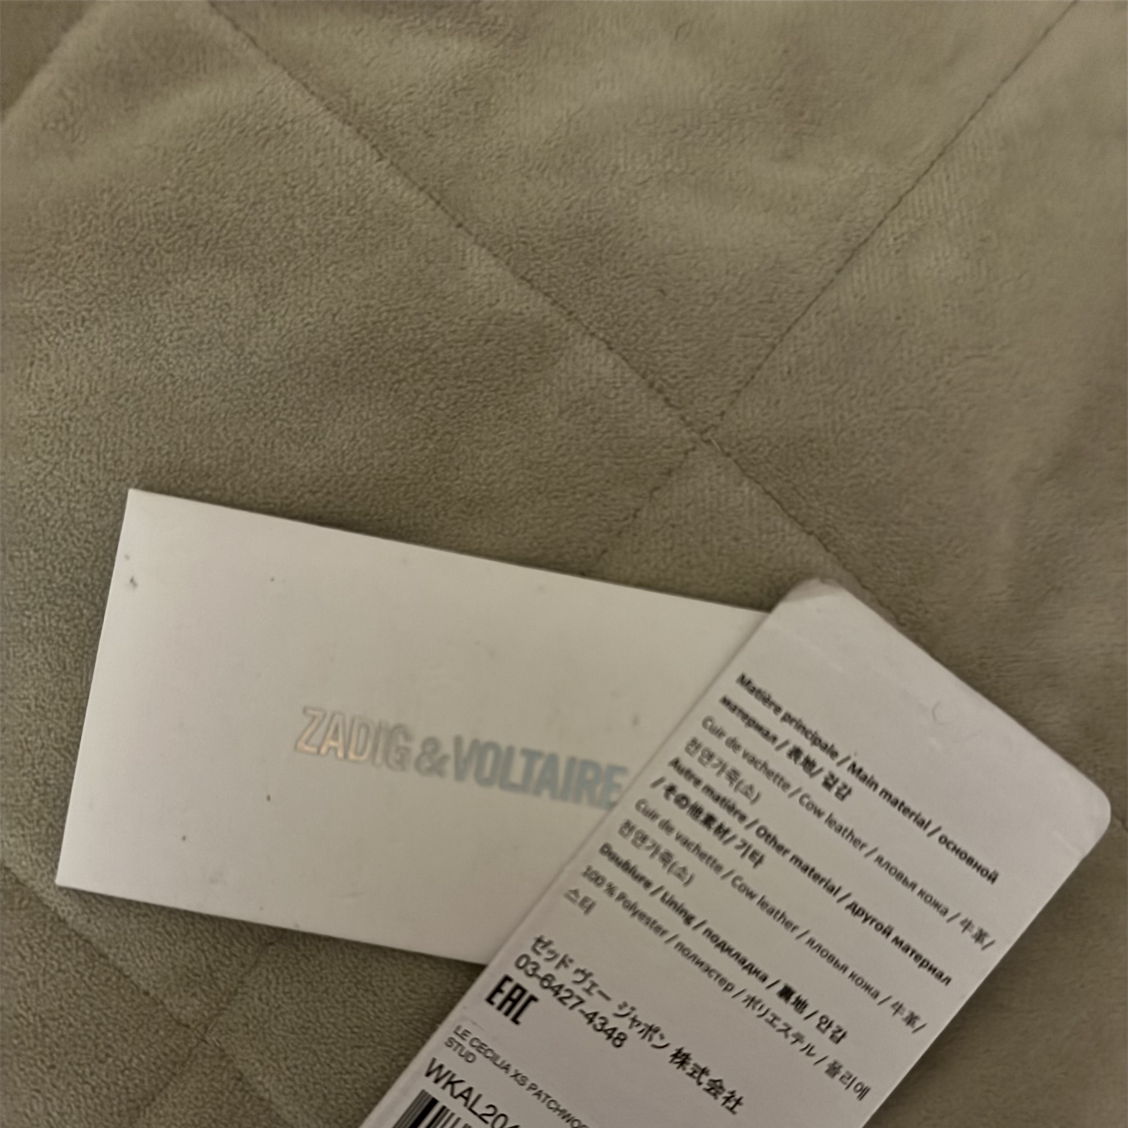 ZADIG & VOLTAIRE
Matière principale / Main material / основной
материал / 表地/ 겉감
Cuir de vachette / Cow leather / яловья кожа / 牛革/
천연가죽(소)
Autre matière / Other material / другой материал
/ その他素材/ 기타
Cuir de vachette / Cow leather / яловья кожа / 牛革/
천연가죽(소)
Doublure / Lining / подкладка / 裏地 / 안감
100 % Polyester / полиэстер / ポリエステル / 폴리에
스터
ゼッド ヴェー ジャポン 株式会社
03-6427-4348
EAC
LE CECILIA XS PATCHWO
STUD
WKAL204